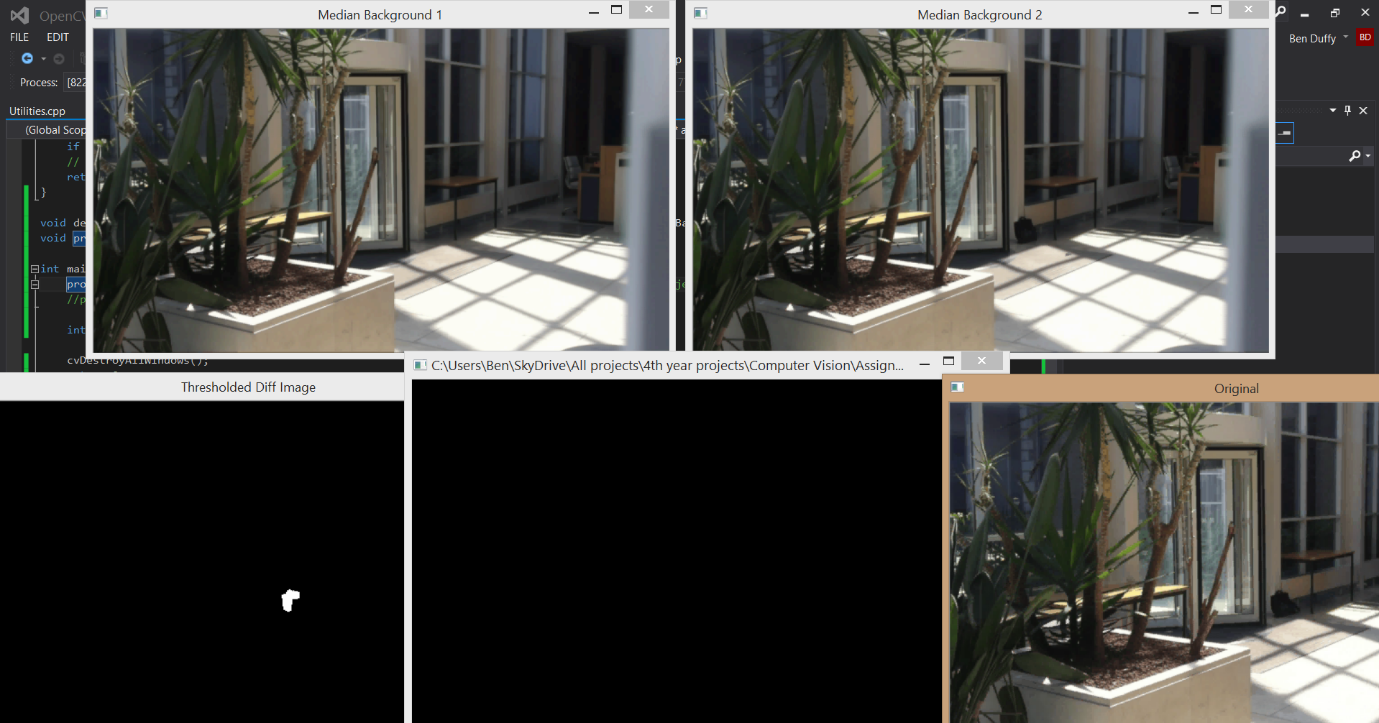 OpenCV
Median Background 1
Median Background 2
FILE EDIT
Ben Duffy BD
Process: [822
Utilities.cpp
(Global Scop
if
//
ret
}
void de
void pr
int mai
pro
//p
int
cvDestroyAllWindows();
C:\Users\Ben\SkyDrive\All projects\4th year projects\Computer Vision\Assign...
Thresholded Diff Image
Original